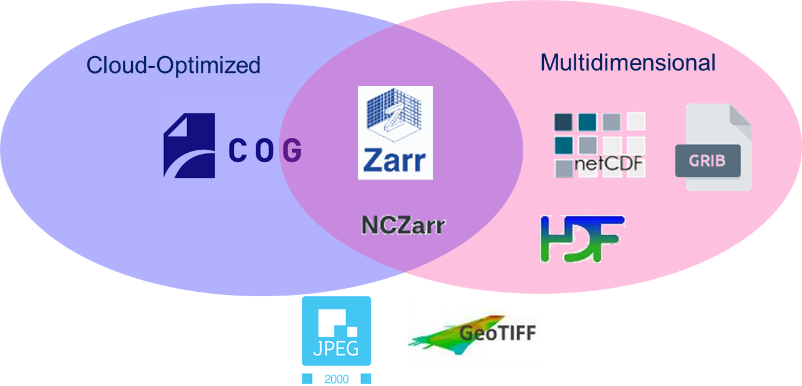 Cloud-Optimized
Multidimensional
COG
Zarr
netCDF
GRIB
NCZarr
HDF
JPEG
2000
GeoTIFF